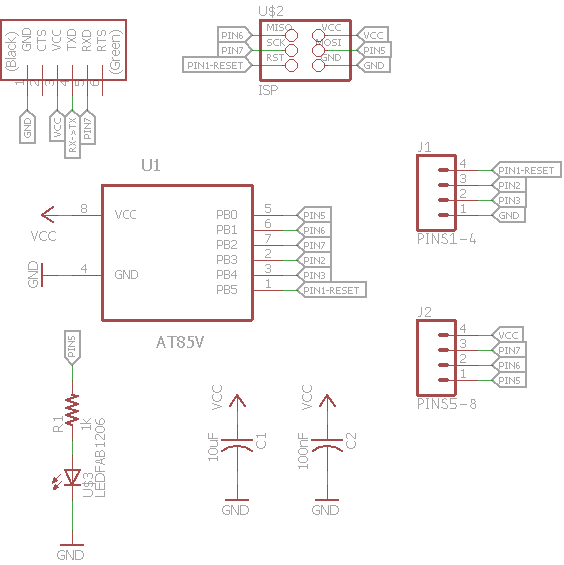 (Black)
GND
CTS
VCC
TXD
RXD
RTS
(Green)
1
2
3
4
5
6
GND
VCC
RX->TX
PIN7
U$2
PIN6
MISO
VCC
VCC
PIN7
SCK
MOSI
PIN5
PIN1-RESET
RST
GND
GND
ISP
U1
VCC
8
VCC
GND
4
GND
PB0
5
PIN5
PB1
6
PIN6
PB2
7
PIN7
PB3
2
PIN2
PB4
3
PIN3
PB5
1
PIN1-RESET
AT85V
J1
4
PIN1-RESET
3
PIN2
2
PIN3
1
GND
PINS1-4
J2
4
VCC
3
PIN7
2
PIN6
1
PIN5
PINS5-8
PIN5
R1
1K
U$3
LEDFAB1206
GND
VCC
10uF
C1
GND
VCC
100nF
C2
GND